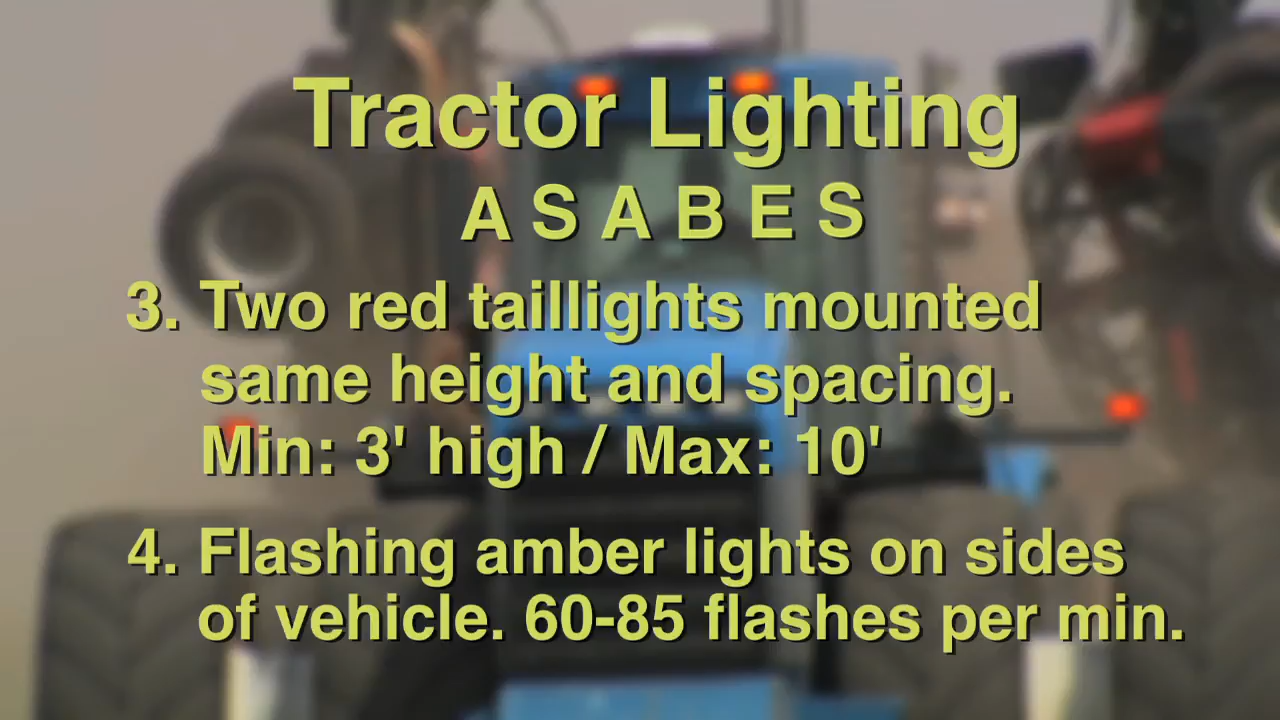 Tractor Lighting
A S A B E S
3. Two red taillights mounted
same height and spacing.
Min: 3' high / Max: 10'
4. Flashing amber lights on sides
of vehicle. 60-85 flashes per min.